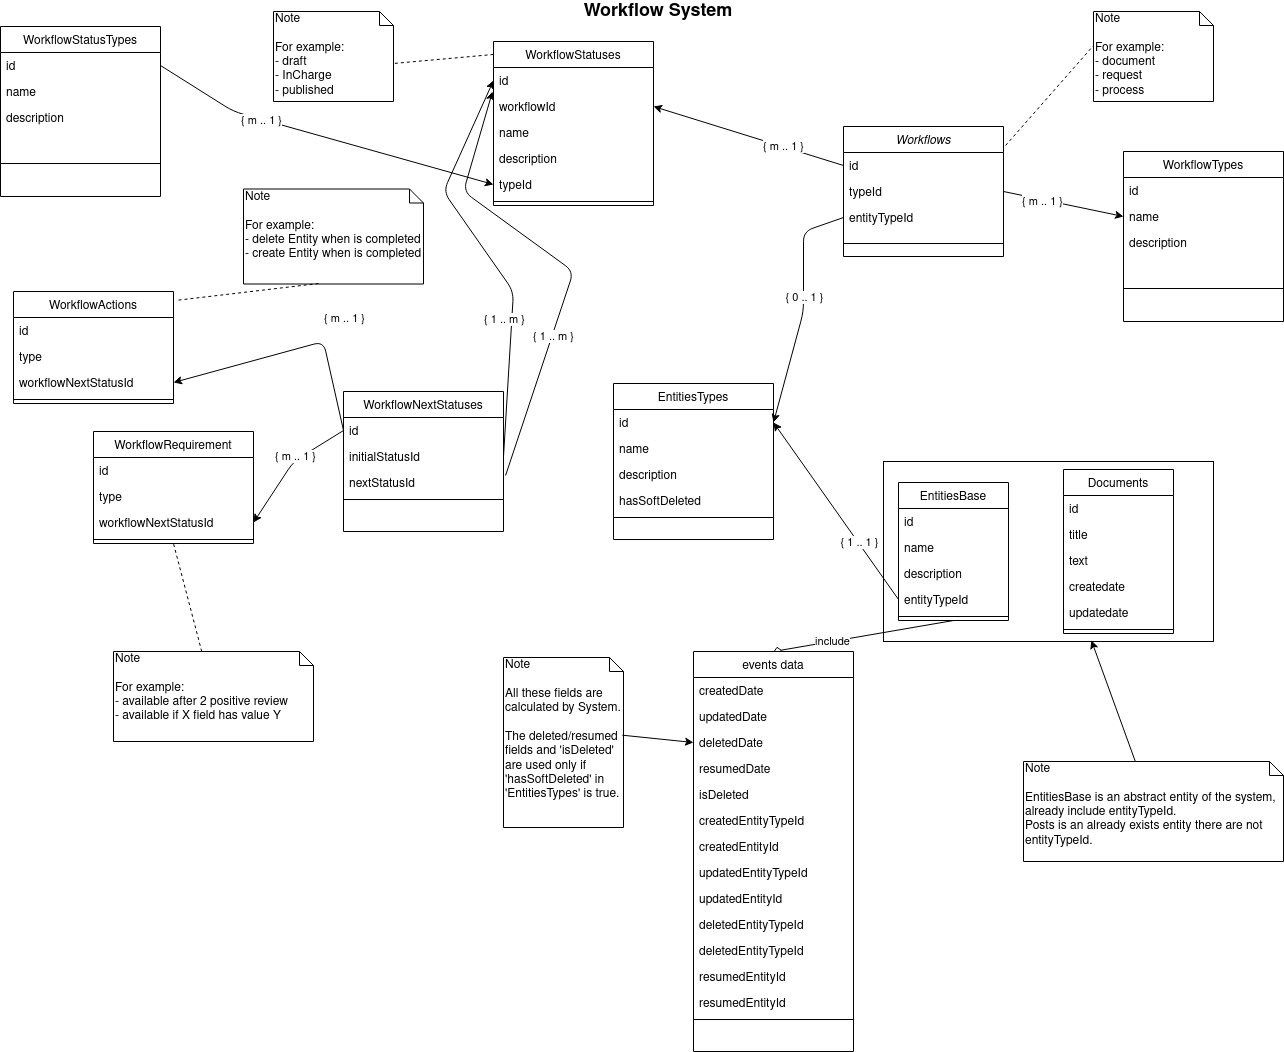 Workflow System
WorkflowStatusTypes
id
name
description
Note
For example:
- draft
- InCharge
- published
WorkflowStatuses
id
workflowId
name
description
typeId
Note
For example:
- document
- request
- process
Workflows
id
typeId
entityTypeId
WorkflowTypes
id
name
description
{ m .. 1 }
{ m .. 1 }
{ m .. 1 }
Note
For example:
- delete Entity when is completed
- create Entity when is completed
WorkflowActions
id
type
workflowNextStatusId
{ m .. 1 }
{ 1 .. m }
{ 1 .. m }
{ 0 .. 1 }
WorkflowNextStatuses
id
initialStatusId
nextStatusId
WorkflowRequirement
id
type
workflowNextStatusId
{ m .. 1 }
EntitiesTypes
id
name
description
hasSoftDeleted
{ 1 .. 1 }
EntitiesBase
id
name
description
entityTypeId
Documents
id
title
text
createdate
updatedate
include
Note
For example:
- available after 2 positive review
- available if X field has value Y
Note
All these fields are
calculated by System.
The deleted/resumed
fields and 'isDeleted'
are used only if
'hasSoftDeleted' in
'EntitiesTypes' is true.
events data
createdDate
updatedDate
deletedDate
resumedDate
isDeleted
createdEntityTypeId
createdEntityId
updatedEntityTypeId
updatedEntityId
deletedEntityTypeId
deletedEntityTypeId
resumedEntityId
resumedEntityId
Note
EntitiesBase is an abstract entity of the system,
already include entityTypeId.
Posts is an already exists entity there are not
entityTypeId.